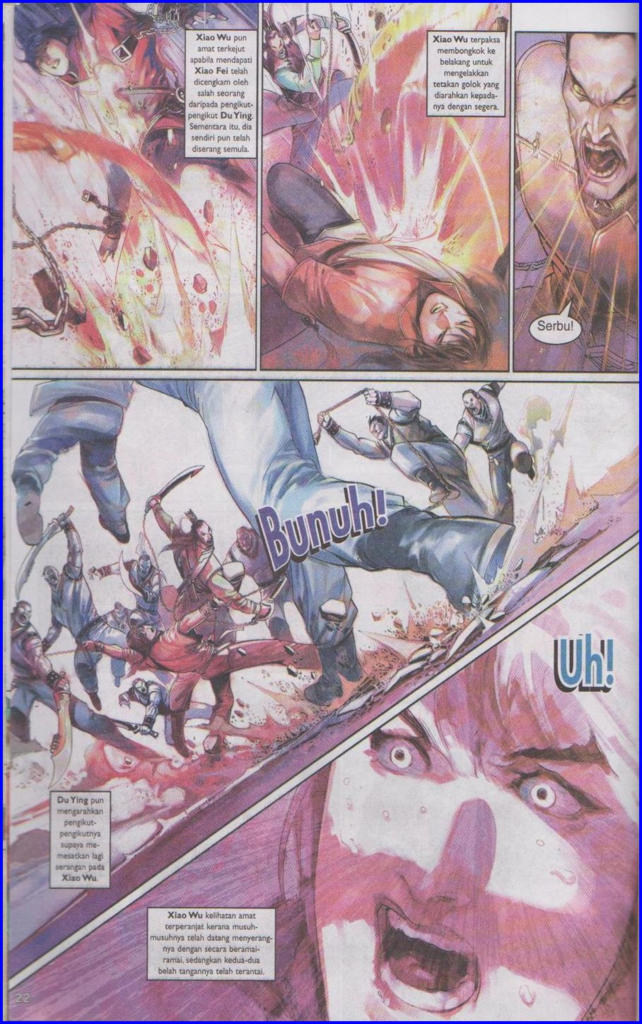 Xiao Wu pun
amat terkejut
apabila mendapati
Xiao Fei telah
dicengkam oleh
salah seorang
daripada pengikut-
pengikut Du Ying.
Sementara itu, dia
sendiri pun telah
diserang semula.
Xiao Wu terpaksa
membongkok ke
belakang untuk
mengelakkan
tetakan golok yang
diarahkan kepada-
nya dengan segera.
Serbu!
Bunuh!
Uh!
Du Ying pun
mengarahkan
pengikut-
pengikutnya
supaya me-
mesatkan lagi
serangan pada
Xiao Wu.
Xiao Wu kelihatan amat
terperanjat kerana musuh-
musuhnya telah datang menyerang-
nya dengan secara beramai-
ramai, sedangkan kedua-dua
belah tangannya telah terantai.
22